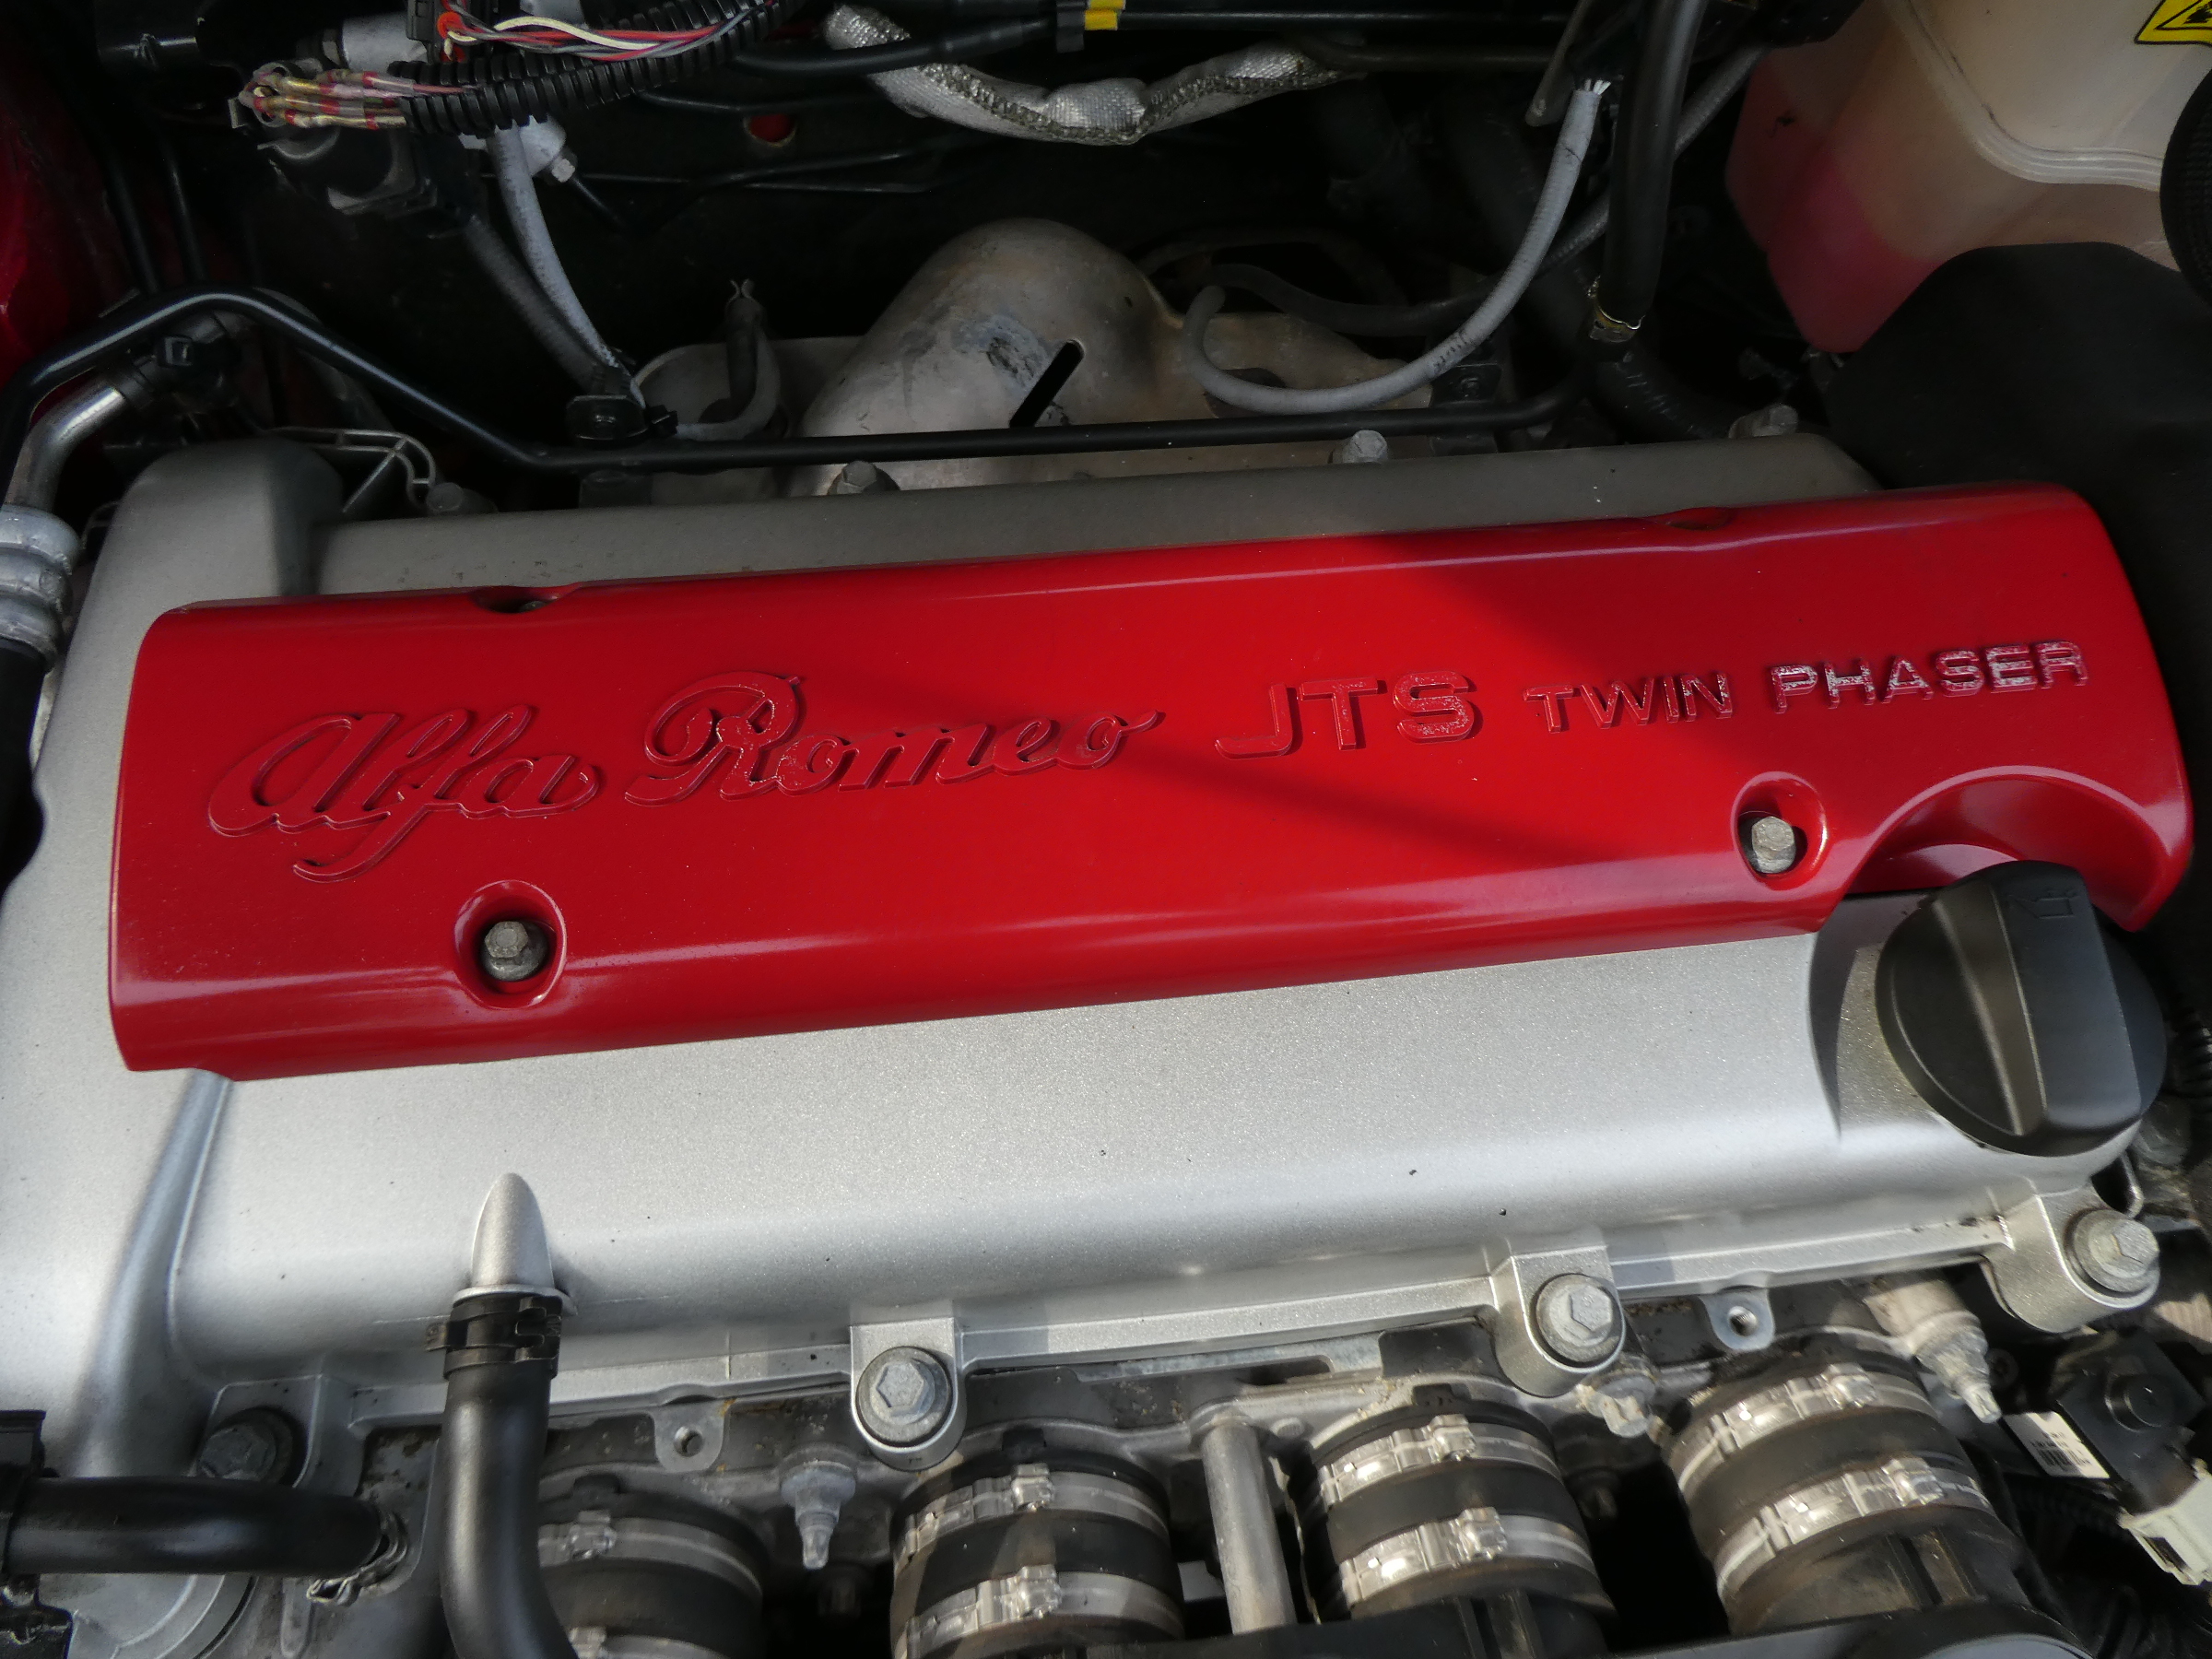 Alfa Romeo JTS TWIN PHASER